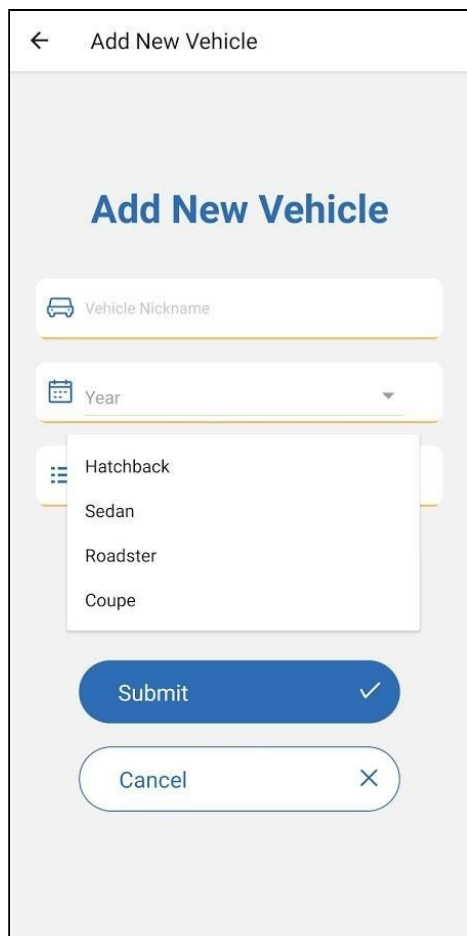 Add New Vehicle
Add New Vehicle
Vehicle Nickname
Year
Hatchback
Sedan
Roadster
Coupe
Submit
Cancel